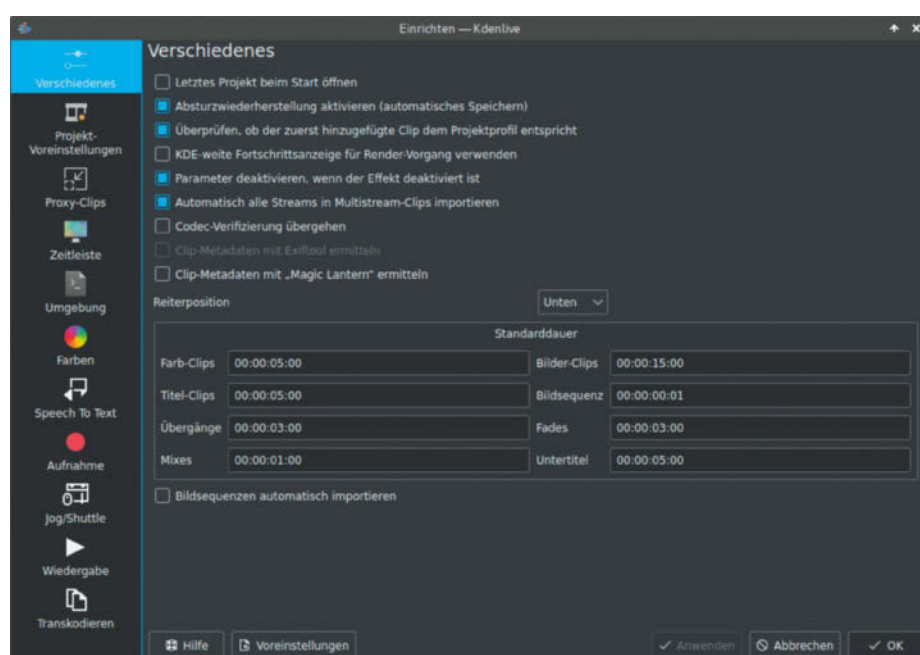 Einrichten — Kdenlive
Verschiedenes
Projekt-
Voreinstellungen
Proxy-Clips
Zeitleiste
Umgebung
Farben
Speech To Text
Aufnahme
Jog/Shuttle
Wiedergabe
Transkodieren
Verschiedenes
Letztes Projekt beim Start öffnen
Absturzwiederherstellung aktivieren (automatisches Speichern)
Überprüfen, ob der zuerst hinzugefügte Clip dem Projektprofil entspricht
KDE-weite Fortschrittsanzeige für Render-Vorgang verwenden
Parameter deaktivieren, wenn der Effekt deaktiviert ist
Automatisch alle Streams in Multistream-Clips importieren
Codec-Verifizierung übergehen
Clip-Metadaten mit Exiftool ermitteln
Clip-Metadaten mit „Magic Lantern“ ermitteln
Reiterposition Unten
Standarddauer
Farb-Clips 00:00:05:00 Bilder-Clips 00:00:15:00
Titel-Clips 00:00:05:00 Bildsequenz 00:00:00:01
Übergänge 00:00:03:00 Fades 00:00:03:00
Mixes 00:00:01:00 Untertitel 00:00:05:00
Bildsequenzen automatisch importieren
Hilfe Voreinstellungen Anwenden Abbrechen OK